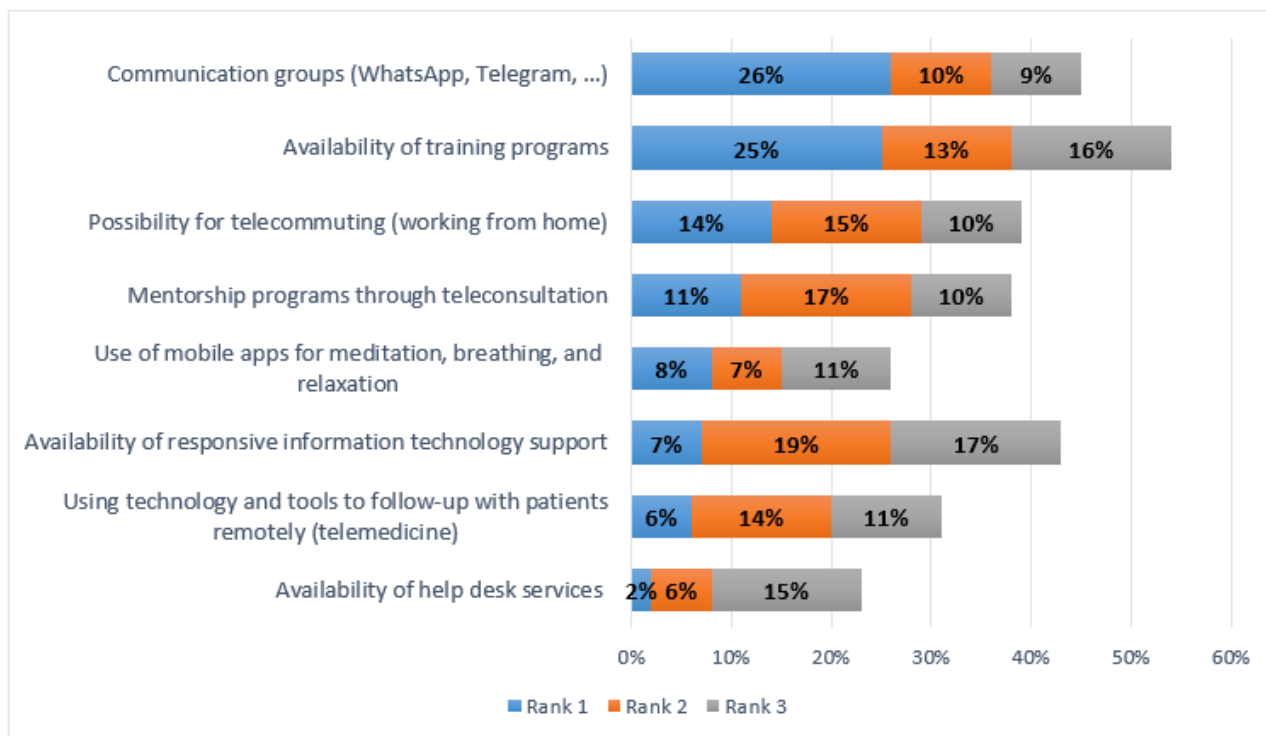 Communication groups (WhatsApp, Telegram, ...)
26% 10% 9%
Availability of training programs
25% 13% 16%
Possibility for telecommuting (working from home)
14% 15% 10%
Mentorship programs through teleconsultation
11% 17% 10%
Use of mobile apps for meditation, breathing, and
relaxation
8% 7% 11%
Availability of responsive information technology support
7% 19% 17%
Using technology and tools to follow-up with patients
remotely (telemedicine)
6% 14% 11%
Availability of help desk services
2% 6% 15%
0% 10% 20% 30% 40% 50% 60%
Rank 1 Rank 2 Rank 3